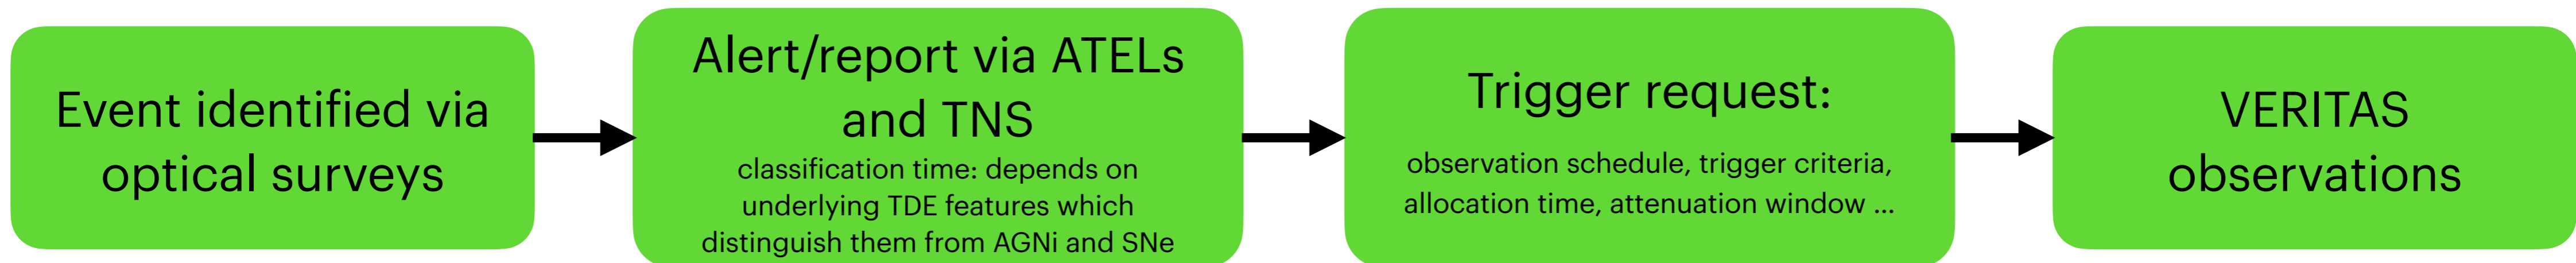 Event identified via
optical surveys
Alert/report via ATELs
and TNS
classification time: depends on
underlying TDE features which
distinguish them from AGNi and SNe
Trigger request:
observation schedule, trigger criteria,
allocation time, attenuation window ...
VERITAS
observations